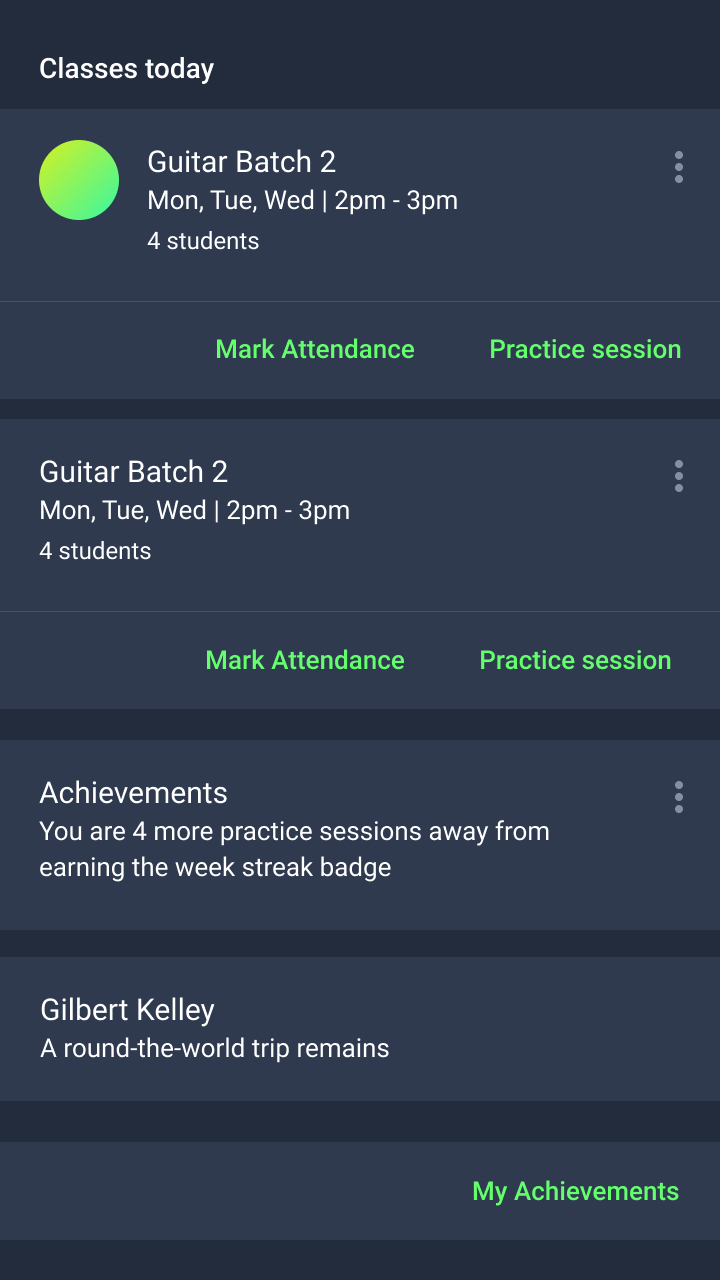 Classes today
Guitar Batch 2
Mon, Tue, Wed | 2pm - 3pm
4 students
Mark Attendance Practice session
Guitar Batch 2
Mon, Tue, Wed | 2pm - 3pm
4 students
Mark Attendance Practice session
Achievements
You are 4 more practice sessions away from
earning the week streak badge
Gilbert Kelley
A round-the-world trip remains
My Achievements